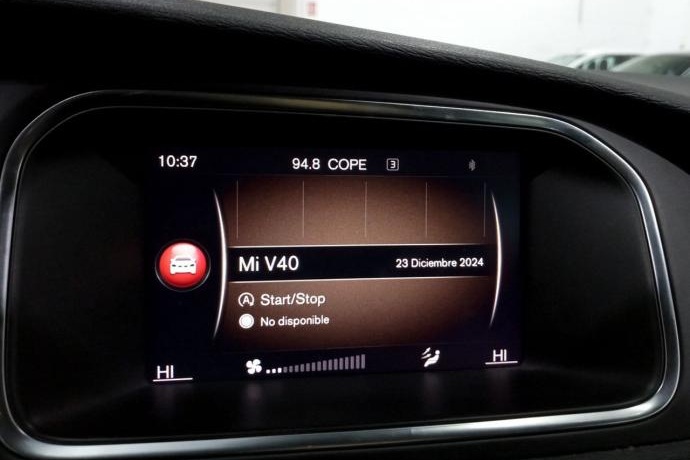 10:37 94.8 COPE 3
Mi V40 23 Diciembre 2024
Start/Stop
No disponible
HI HI